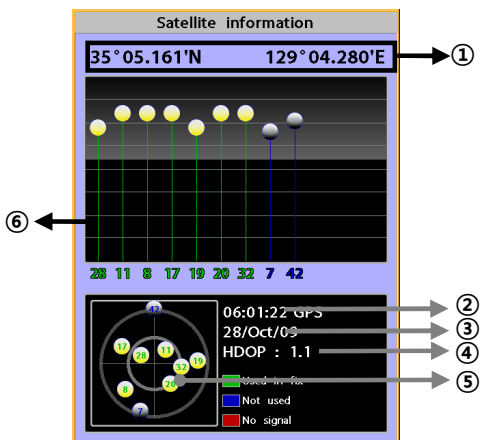 Satellite information
35°05.161'N 129°04.280'E ①
⑥
28 11 8 17 19 20 32 7 42
42
17 28 11 32 19
8 20
7
06:01:22 GPS ②
28/Oct/09 ③
HDOP : 1.1 ④
Used in fix ⑤
Not used
No signal